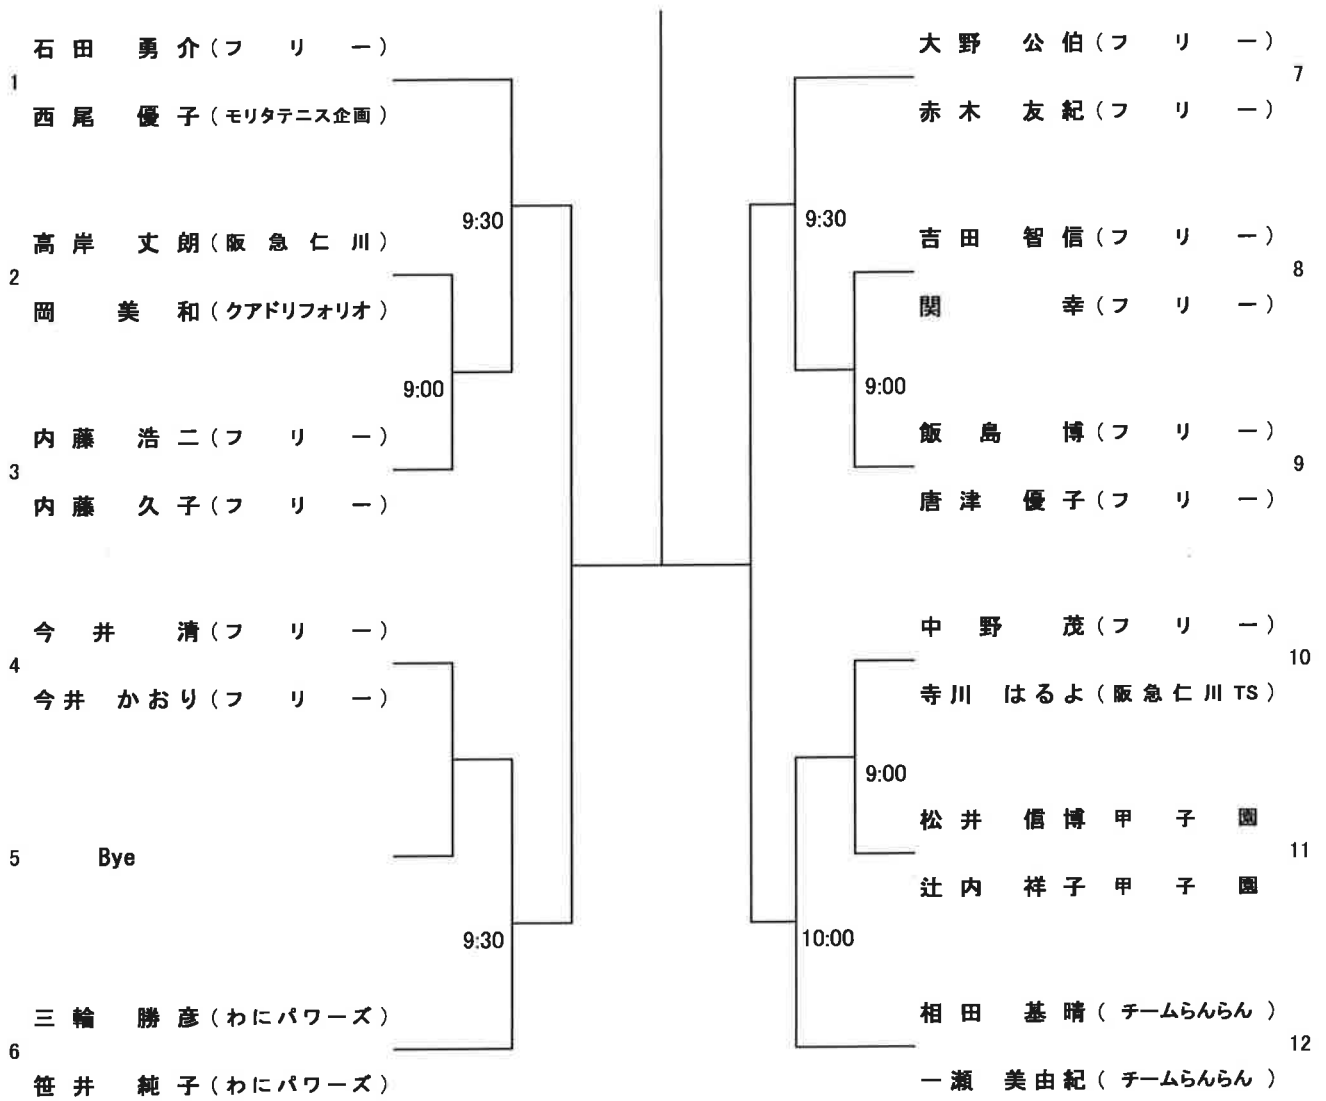 石田 勇介(フリー)
1
西尾 優子(モリタテニス企画)
9:30
高岸 丈朗(阪急仁川)
2
岡 美和(クアドリフォリオ)
9:00
内藤 浩二(フリー)
3
内藤 久子(フリー)
今井 清(フリー)
4
今井 かおり(フリー)
5 Bye
9:30
三輪 勝彦(わにパワーズ)
6
笹井 純子(わにパワーズ)
大野 公伯(フリー)
7
赤木 友紀(フリー)
9:30
吉田 智信(フリー)
8
関 幸(フリー)
9:00
飯島 博(フリー)
9
唐津 優子(フリー)
中野 茂(フリー)
10
寺川 はるよ(阪急仁川TS)
9:00
松井 信博 甲子園
11
辻内 祥子 甲子園
10:00
相田 基晴(チームらんらん)
12
一瀬 美由紀(チームらんらん)